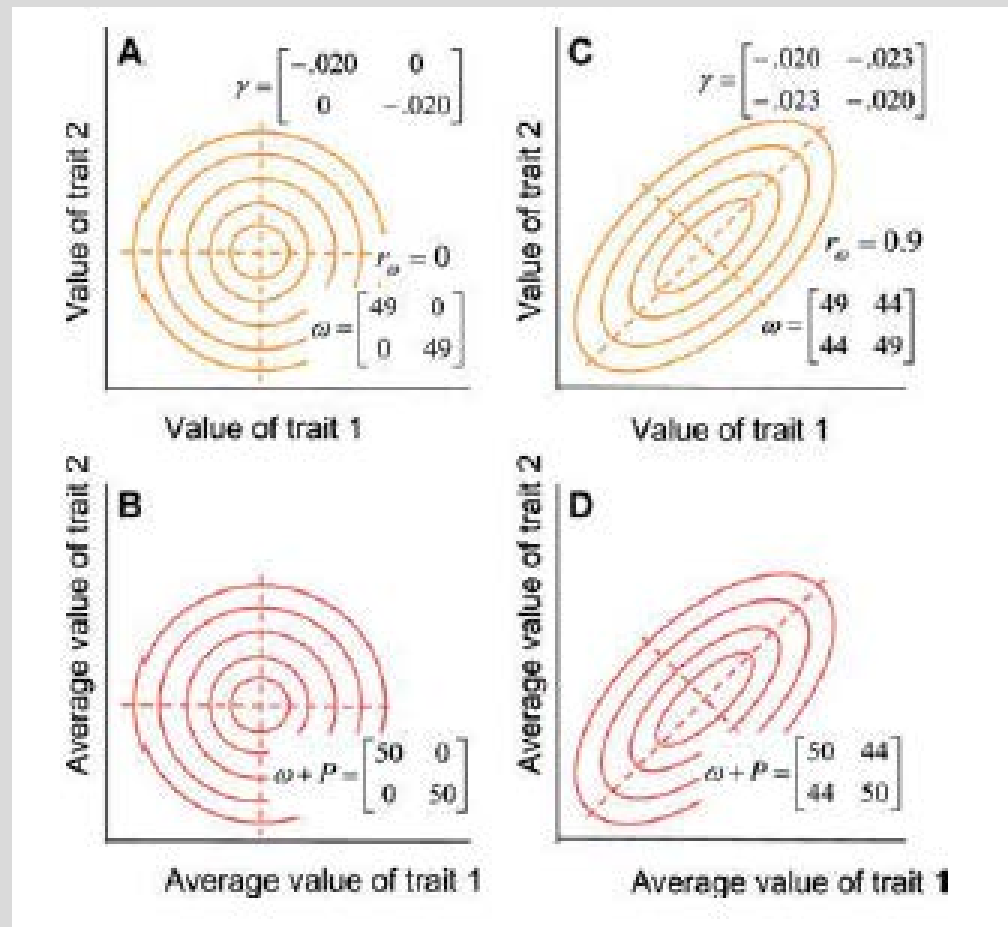 A
γ = [ -.020 0
0 -.020 ]
Value of trait 2
r_ω = 0
ω = [ 49 0
0 49 ]
Value of trait 1
C
γ = [ -.020 -.023
-.023 -.020 ]
Value of trait 2
r_ω = 0.9
ω = [ 49 44
44 49 ]
Value of trait 1
B
Average value of trait 2
ω + P = [ 50 0
0 50 ]
Average value of trait 1
D
Average value of trait 2
ω + P = [ 50 44
44 50 ]
Average value of trait 1